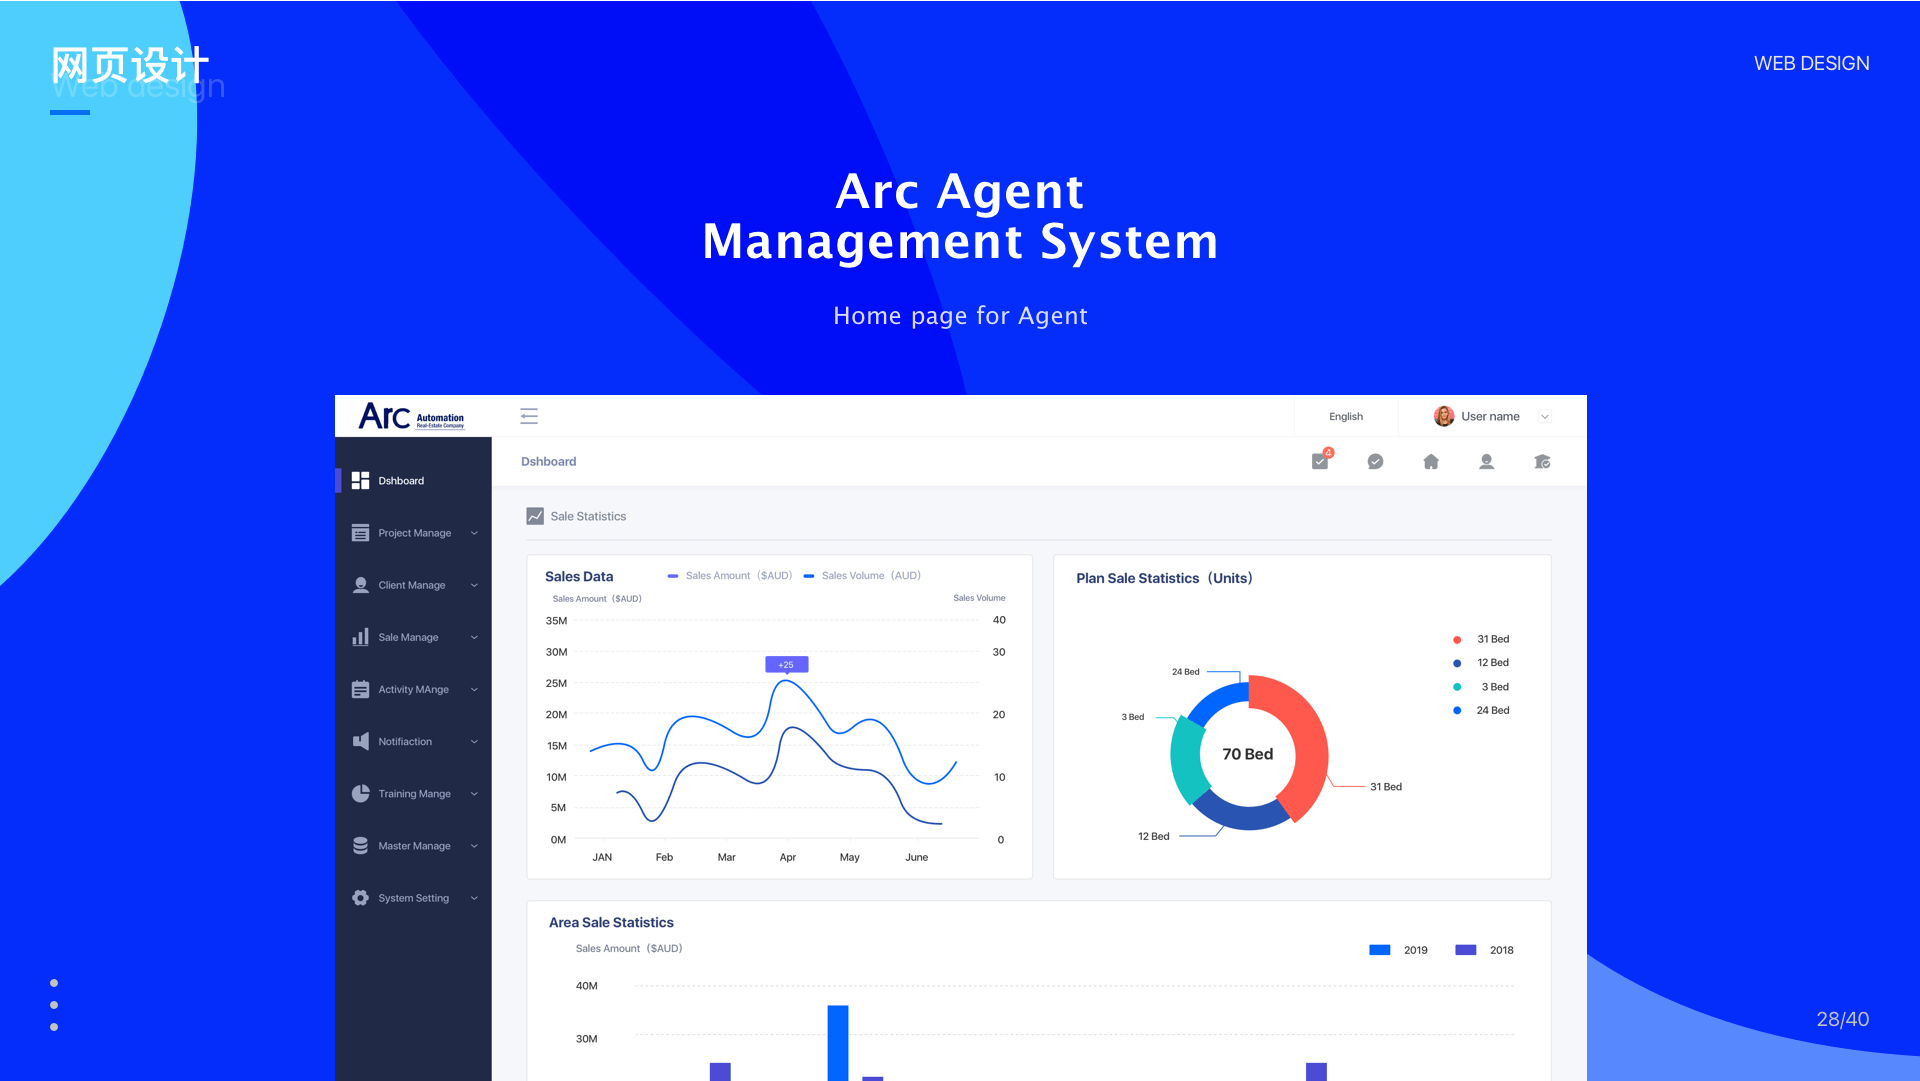 网页设计
Web design
WEB DESIGN
Arc Agent
Management System
Home page for Agent
Arc Automation
Real-Estate Company
English
User name
Dshboard
4
Dshboard
Project Manage
Client Manage
Sale Manage
Activity MAnge
Notifiaction
Training Mange
Master Manage
System Setting
Sale Statistics
Sales Data
Sales Amount ($AUD)
Sales Volume (AUD)
Sales Amount ($AUD)
Sales Volume
35M
30M
25M
20M
15M
10M
5M
0M
40
30
20
10
0
+25
JAN Feb Mar Apr May June
Plan Sale Statistics（Units）
31 Bed
12 Bed
3 Bed
24 Bed
24 Bed
3 Bed
70 Bed
31 Bed
12 Bed
Area Sale Statistics
Sales Amount ($AUD)
2019
2018
40M
30M
28/40